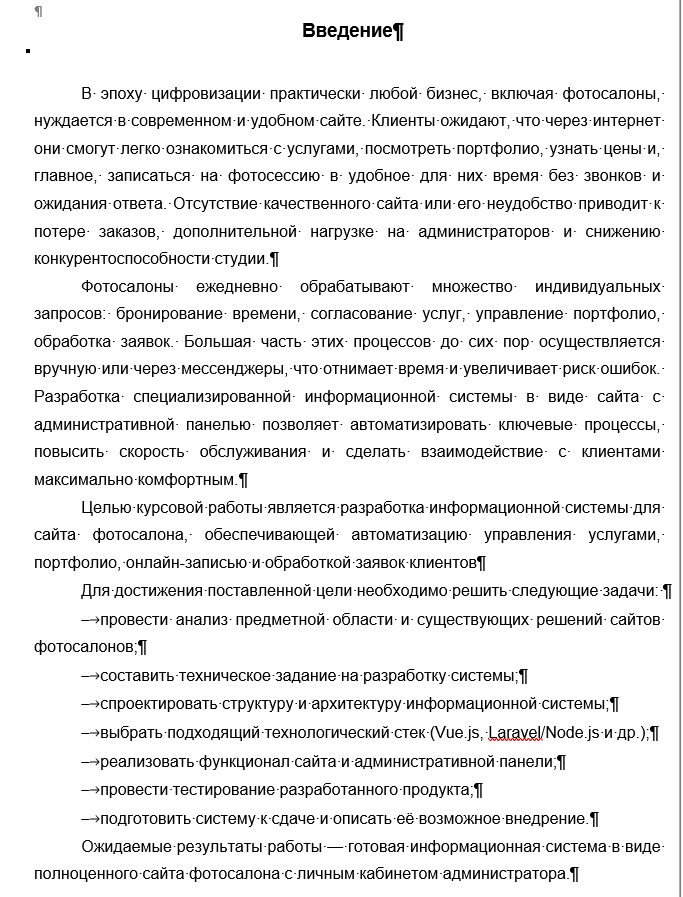 Введение
В эпоху цифровизации практически любой бизнес, включая фотосалоны,
нуждается в современном и удобном сайте. Клиенты ожидают, что через интернет
они смогут легко ознакомиться с услугами, посмотреть портфолио, узнать цены и,
главное, записаться на фотосессию в удобное для них время без звонков и
ожидания ответа. Отсутствие качественного сайта или его неудобство приводит к
потере заказов, дополнительной нагрузке на администраторов и снижению
конкурентоспособности студии.
Фотосалоны ежедневно обрабатывают множество индивидуальных
запросов: бронирование времени, согласование услуг, управление портфолио,
обработка заявок. Большая часть этих процессов до сих пор осуществляется
вручную или через мессенджеры, что отнимает время и увеличивает риск ошибок.
Разработка специализированной информационной системы в виде сайта с
административной панелью позволяет автоматизировать ключевые процессы,
повысить скорость обслуживания и сделать взаимодействие с клиентами
максимально комфортным.
Целью курсовой работы является разработка информационной системы для
сайта фотосалона, обеспечивающей автоматизацию управления услугами,
портфолио, онлайн-записью и обработкой заявок клиентов
Для достижения поставленной цели необходимо решить следующие задачи:
– провести анализ предметной области и существующих решений сайтов
фотосалонов;
– составить техническое задание на разработку системы;
– спроектировать структуру и архитектуру информационной системы;
– выбрать подходящий технологический стек (Vue.js, Laravel/Node.js и др.);
– реализовать функционал сайта и административной панели;
– провести тестирование разработанного продукта;
– подготовить систему к сдаче и описать её возможное внедрение.
Ожидаемые результаты работы — готовая информационная система в виде
полноценного сайта фотосалона с личным кабинетом администратора.